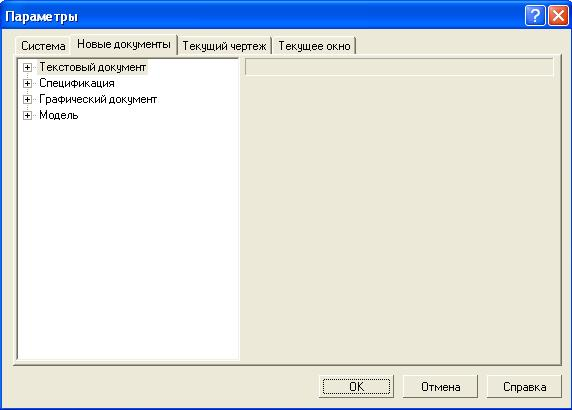 Параметры
Система Новые документы Текущий чертеж Текущее окно
Текстовый документ
Спецификация
Графический документ
Модель
OK Отмена Справка